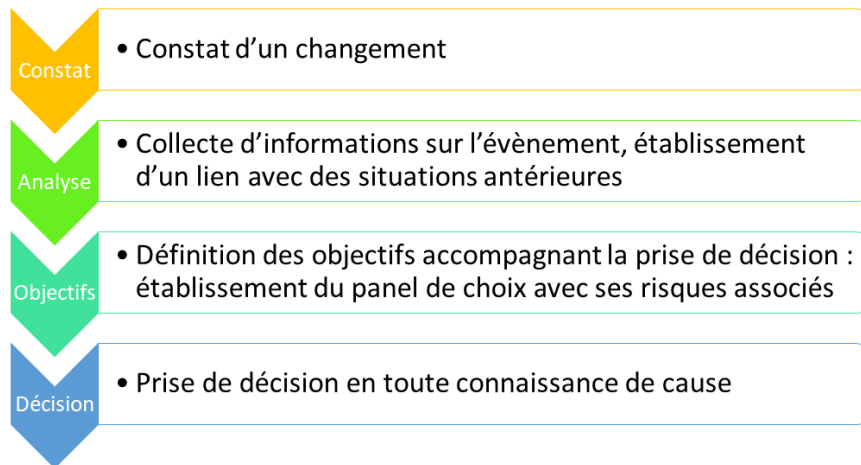 Constat
• Constat d’un changement
Analyse
• Collecte d’informations sur l’évènement, établissement
d’un lien avec des situations antérieures
Objectifs
• Définition des objectifs accompagnant la prise de décision :
établissement du panel de choix avec ses risques associés
Décision
• Prise de décision en toute connaissance de cause